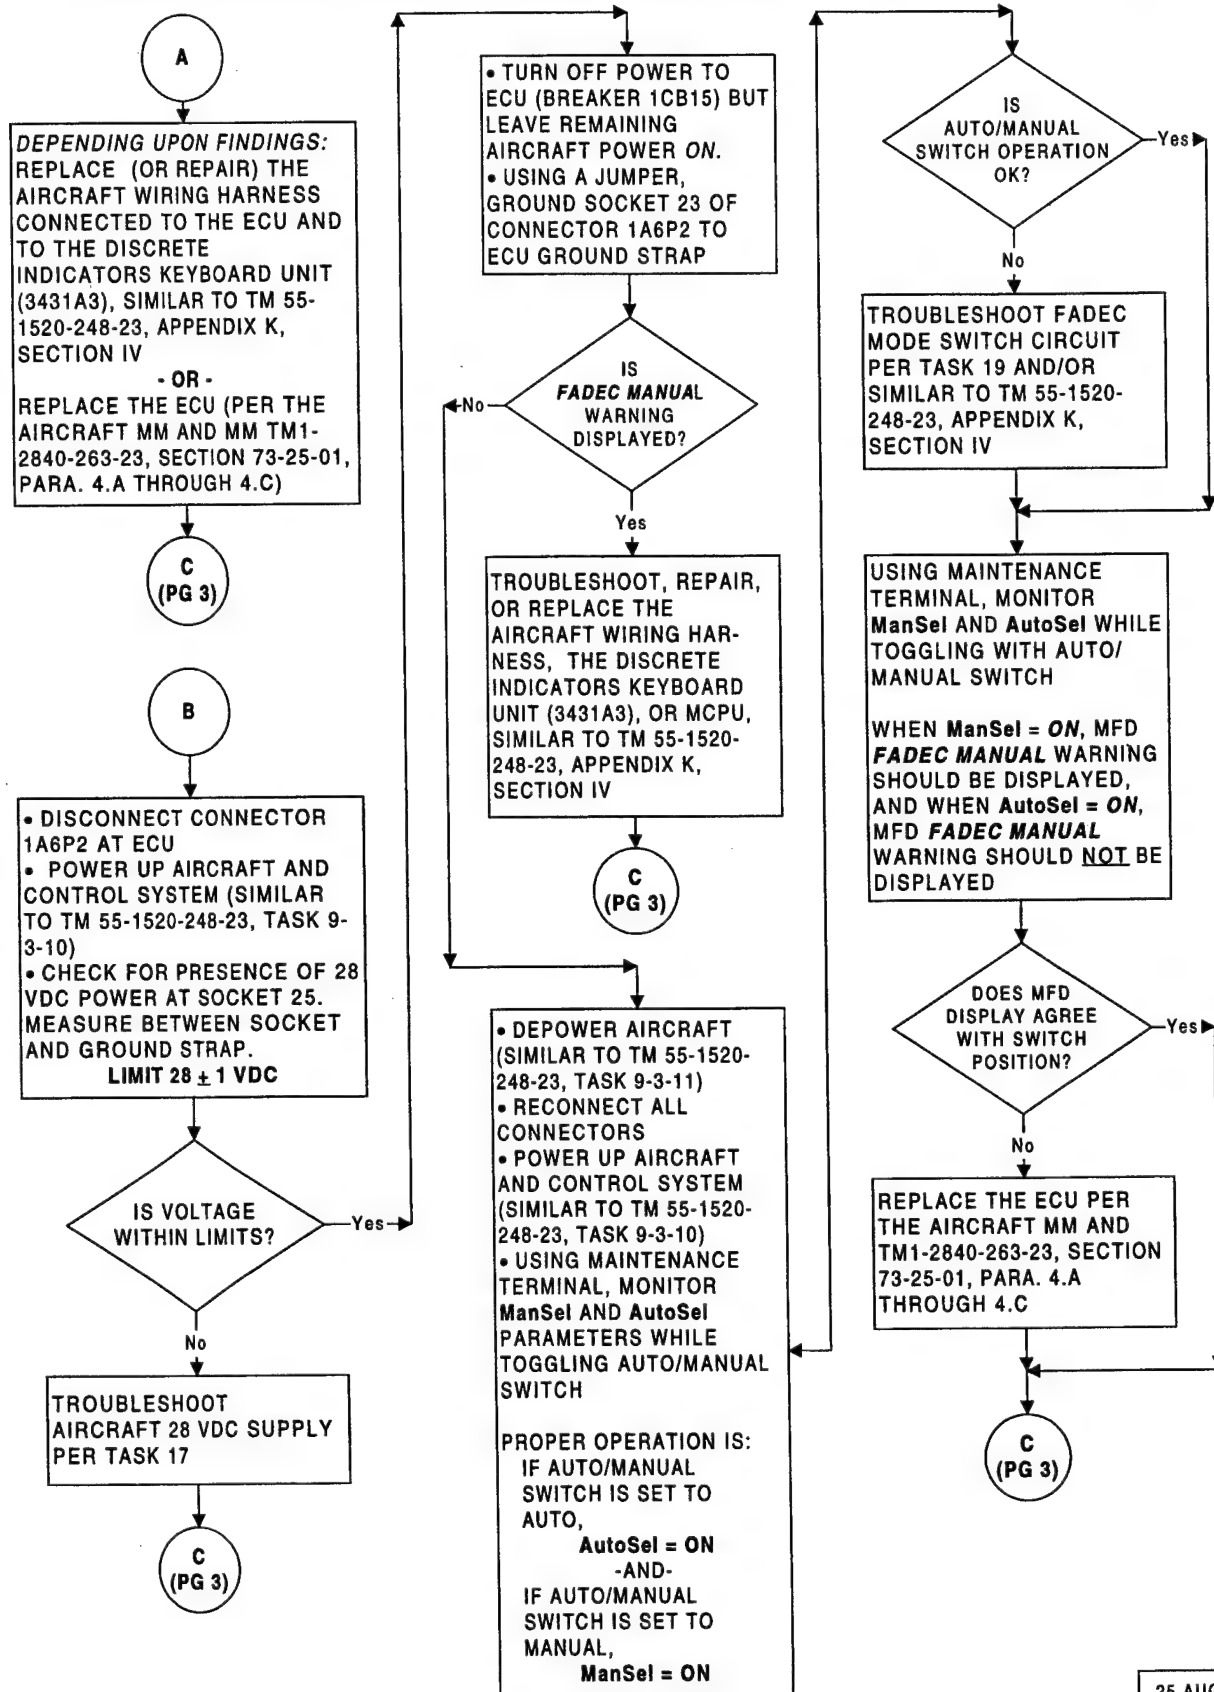 A
DEPENDING UPON FINDINGS:
REPLACE (OR REPAIR) THE
AIRCRAFT WIRING HARNESS
CONNECTED TO THE ECU AND
TO THE DISCRETE
INDICATORS KEYBOARD UNIT
(3431A3), SIMILAR TO TM 55-
1520-248-23, APPENDIX K,
SECTION IV
- OR -
REPLACE THE ECU (PER THE
AIRCRAFT MM AND MM TM1-
2840-263-23, SECTION 73-25-01,
PARA. 4.A THROUGH 4.C)
C
(PG 3)
B
• DISCONNECT CONNECTOR
1A6P2 AT ECU
• POWER UP AIRCRAFT AND
CONTROL SYSTEM (SIMILAR
TO TM 55-1520-248-23, TASK 9-
3-10)
• CHECK FOR PRESENCE OF 28
VDC POWER AT SOCKET 25.
MEASURE BETWEEN SOCKET
AND GROUND STRAP.
LIMIT 28 ± 1 VDC
IS VOLTAGE
WITHIN LIMITS?
Yes
No
TROUBLESHOOT
AIRCRAFT 28 VDC SUPPLY
PER TASK 17
C
(PG 3)
• TURN OFF POWER TO
ECU (BREAKER 1CB15) BUT
LEAVE REMAINING
AIRCRAFT POWER ON.
• USING A JUMPER,
GROUND SOCKET 23 OF
CONNECTOR 1A6P2 TO
ECU GROUND STRAP
IS
FADEC MANUAL
WARNING
DISPLAYED?
No
Yes
TROUBLESHOOT, REPAIR,
OR REPLACE THE
AIRCRAFT WIRING HAR-
NESS, THE DISCRETE
INDICATORS KEYBOARD
UNIT (3431A3), OR MCPU,
SIMILAR TO TM 55-1520-
248-23, APPENDIX K,
SECTION IV
C
(PG 3)
• DEPOWER AIRCRAFT
(SIMILAR TO TM 55-1520-
248-23, TASK 9-3-11)
• RECONNECT ALL
CONNECTORS
• POWER UP AIRCRAFT
AND CONTROL SYSTEM
(SIMILAR TO TM 55-1520-
248-23, TASK 9-3-10)
• USING MAINTENANCE
TERMINAL, MONITOR
ManSel AND AutoSel
PARAMETERS WHILE
TOGGLING AUTO/MANUAL
SWITCH
PROPER OPERATION IS:
IF AUTO/MANUAL
SWITCH IS SET TO
AUTO,
AutoSel = ON
-AND-
IF AUTO/MANUAL
SWITCH IS SET TO
MANUAL,
ManSel = ON
IS
AUTO/MANUAL
SWITCH OPERATION
OK?
Yes
No
TROUBLESHOOT FADEC
MODE SWITCH CIRCUIT
PER TASK 19 AND/OR
SIMILAR TO TM 55-1520-
248-23, APPENDIX K,
SECTION IV
USING MAINTENANCE
TERMINAL, MONITOR
ManSel AND AutoSel WHILE
TOGGLING WITH AUTO/
MANUAL SWITCH
WHEN ManSel = ON, MFD
FADEC MANUAL WARNING
SHOULD BE DISPLAYED,
AND WHEN AutoSel = ON,
MFD FADEC MANUAL
WARNING SHOULD NOT BE
DISPLAYED
DOES MFD
DISPLAY AGREE
WITH SWITCH
POSITION?
Yes
No
REPLACE THE ECU PER
THE AIRCRAFT MM AND
TM1-2840-263-23, SECTION
73-25-01, PARA. 4.A
THROUGH 4.C
C
(PG 3)
25 AUG